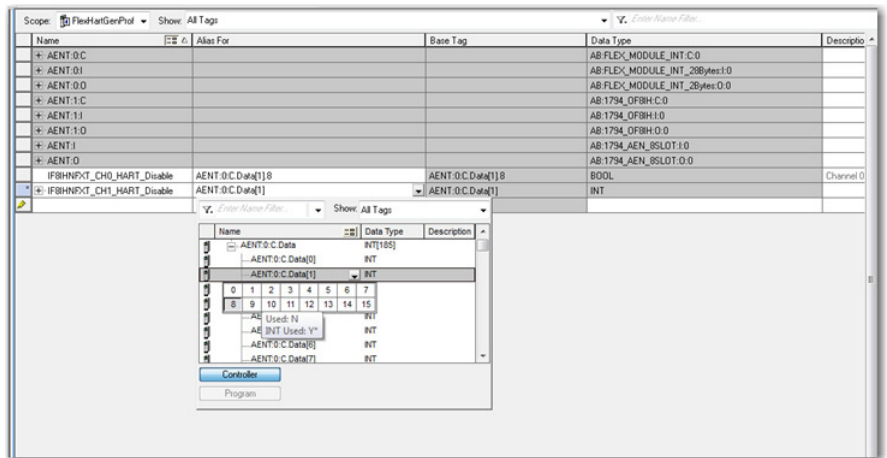 Scope: FlexHartGenProf Show: All Tags Enter Name Filter...
Name Alias For Base Tag Data Type Descriptio
AENT:0:C AB:FLEX_MODULE_INT:C:0
AENT:0:I AB:FLEX_MODULE_INT_28Bytes:I:0
AENT:0:O AB:FLEX_MODULE_INT_2Bytes:O:0
AENT:1:C AB:1794_OF8IH:C:0
AENT:1:I AB:1794_OF8IH:I:0
AENT:1:O AB:1794_OF8IH:O:0
AENT:I AB:1794_AEN_8SLOT:I:0
AENT:O AB:1794_AEN_8SLOT:O:0
IF8IHNFXT_CH0_HART_Disable AENT:0:C.Data[1].8 AENT:0:C.Data[1].8 BOOL Channel 0
IF8IHNFXT_CH1_HART_Disable AENT:0:C.Data[1] AENT:0:C.Data[1] INT
Enter Name Filter... Show: All Tags
Name Data Type Description
AENT:0:C.Data INT[185]
AENT:0:C.Data[0] INT
AENT:0:C.Data[1] INT
0 1 2 3 4 5 6 7
8 9 10 11 12 13 14 15
Used: N
INT Used: Y*
AENT:0:C.Data[6] INT
AENT:0:C.Data[7] INT
Controller
Program